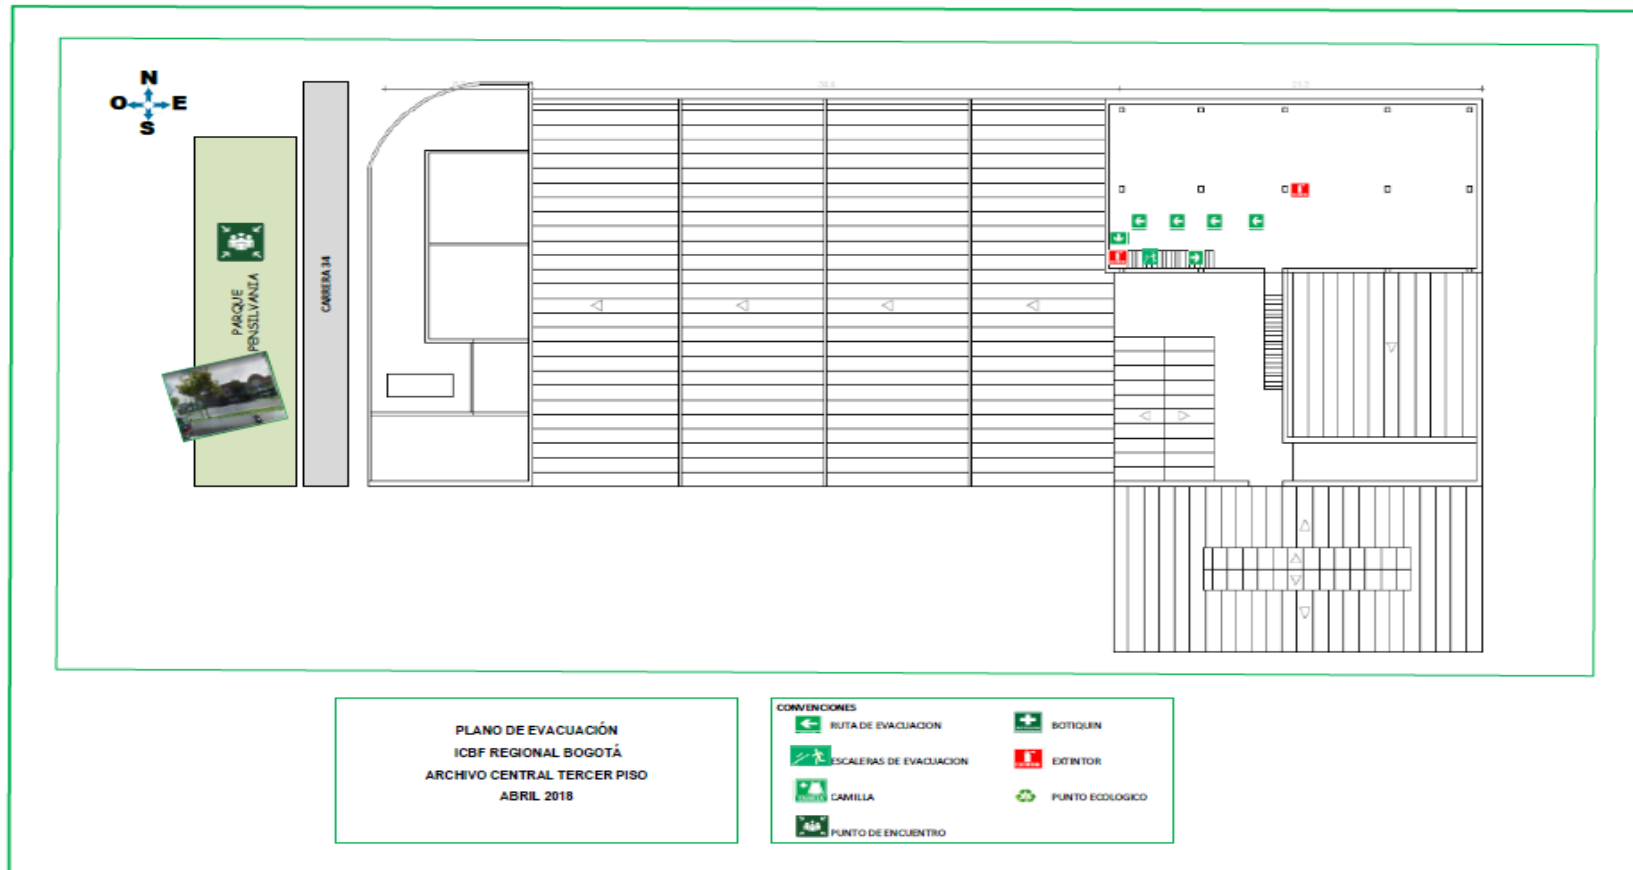 N
O E
S
PARQUE
PENSILVANIA
CARRERA 34
PLANO DE EVACUACIÓN
ICBF REGIONAL BOGOTÁ
ARCHIVO CENTRAL TERCER PISO
ABRIL 2018
CONVENCIONES
RUTA DE EVACUACION
BOTIQUIN
ESCALERAS DE EVACUACION
EXTINTOR
CAMILLA
PUNTO ECOLOGICO
PUNTO DE ENCUENTRO